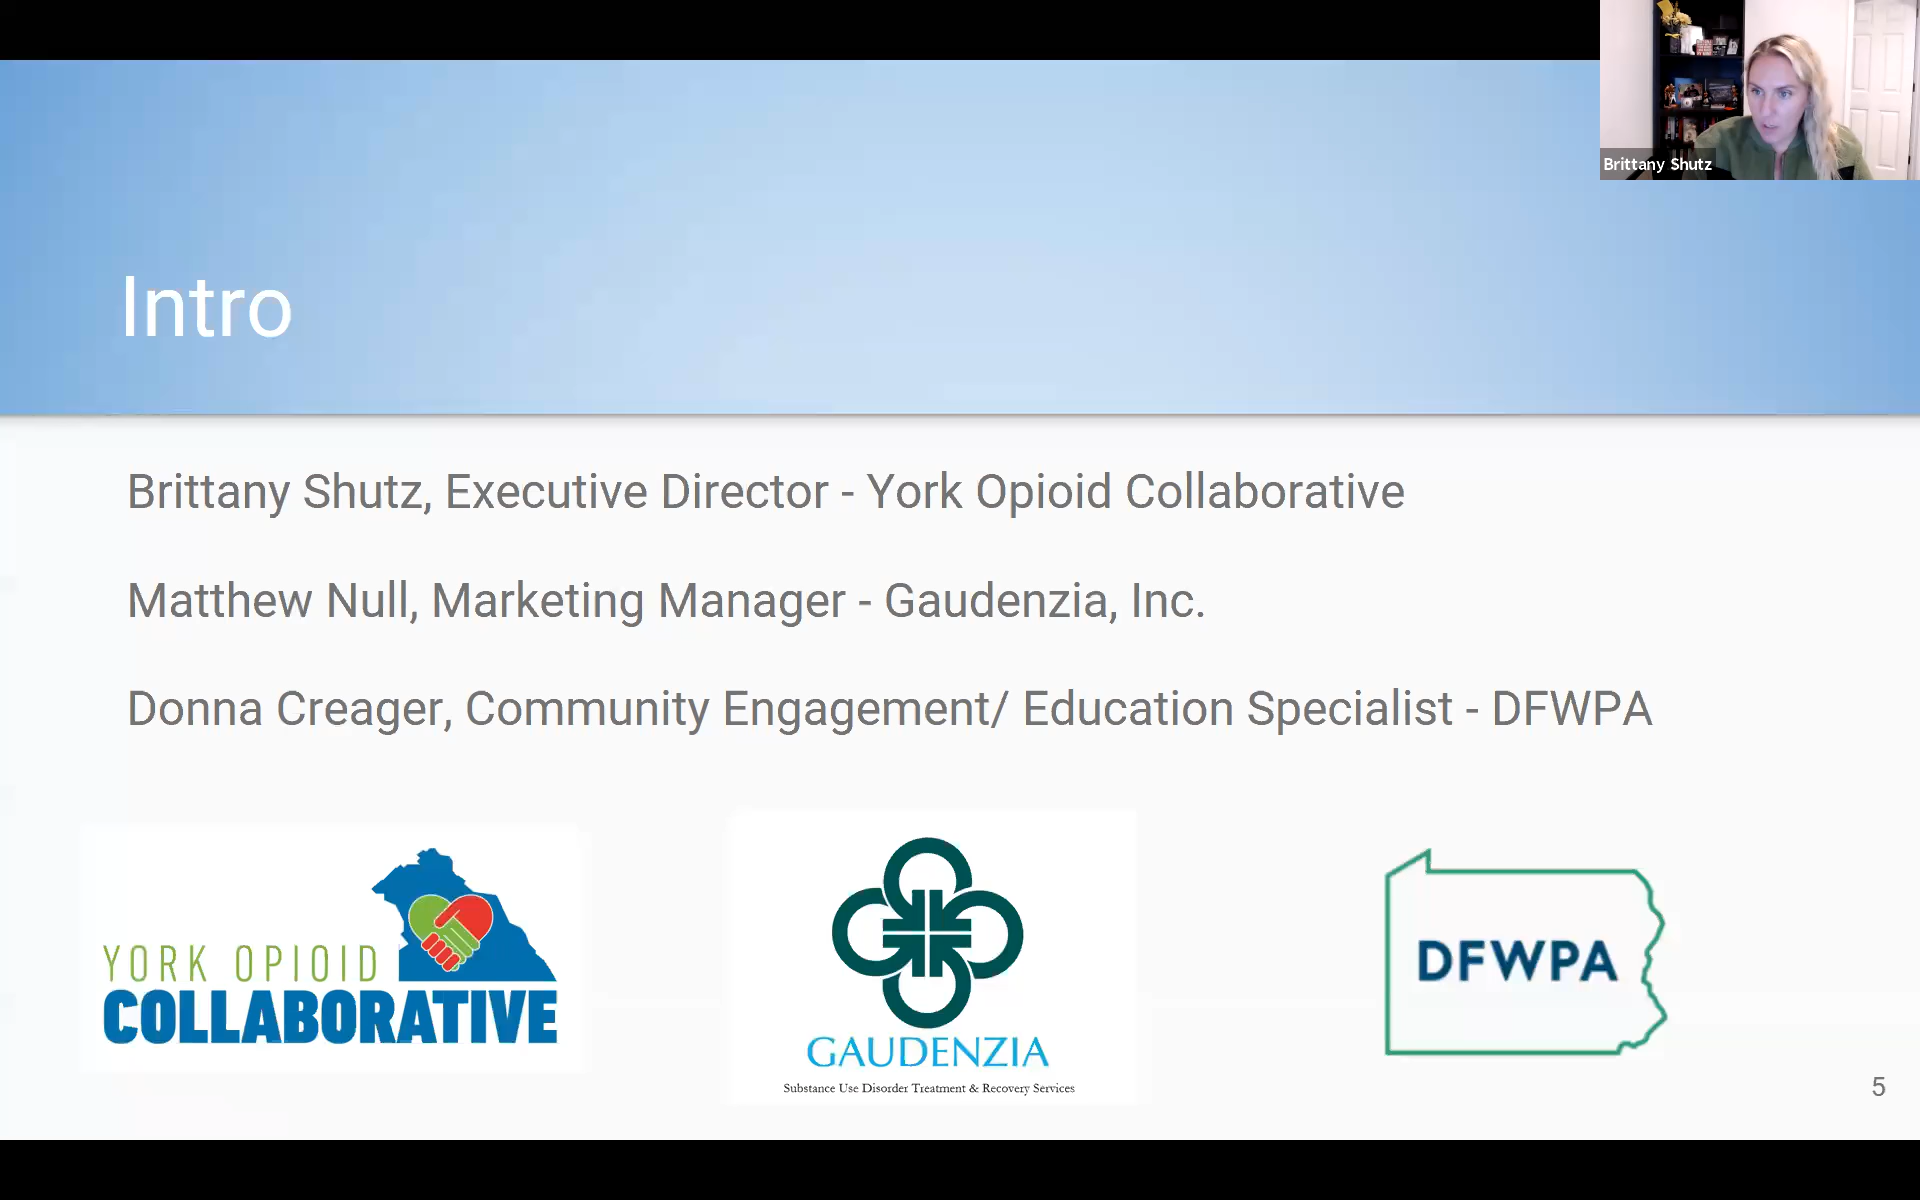 Brittany Shutz
Intro
Brittany Shutz, Executive Director - York Opioid Collaborative
Matthew Null, Marketing Manager - Gaudenzia, Inc.
Donna Creager, Community Engagement/ Education Specialist - DFWPA
YORK OPIOID
COLLABORATIVE
GAUDENZIA
Substance Use Disorder Treatment & Recovery Services
DFWPA
5